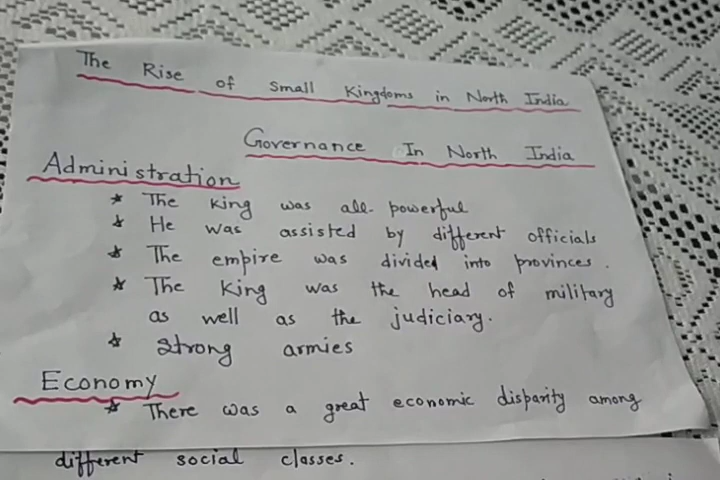 The Rise of Small Kingdoms in North India
Governance In North India
Administration
* The king was all-powerful
* He was assisted by different officials
* The empire was divided into provinces.
* The King was the head of military
as well as the judiciary.
* Strong armies
Economy
* There was a great economic disparity among
different social classes.